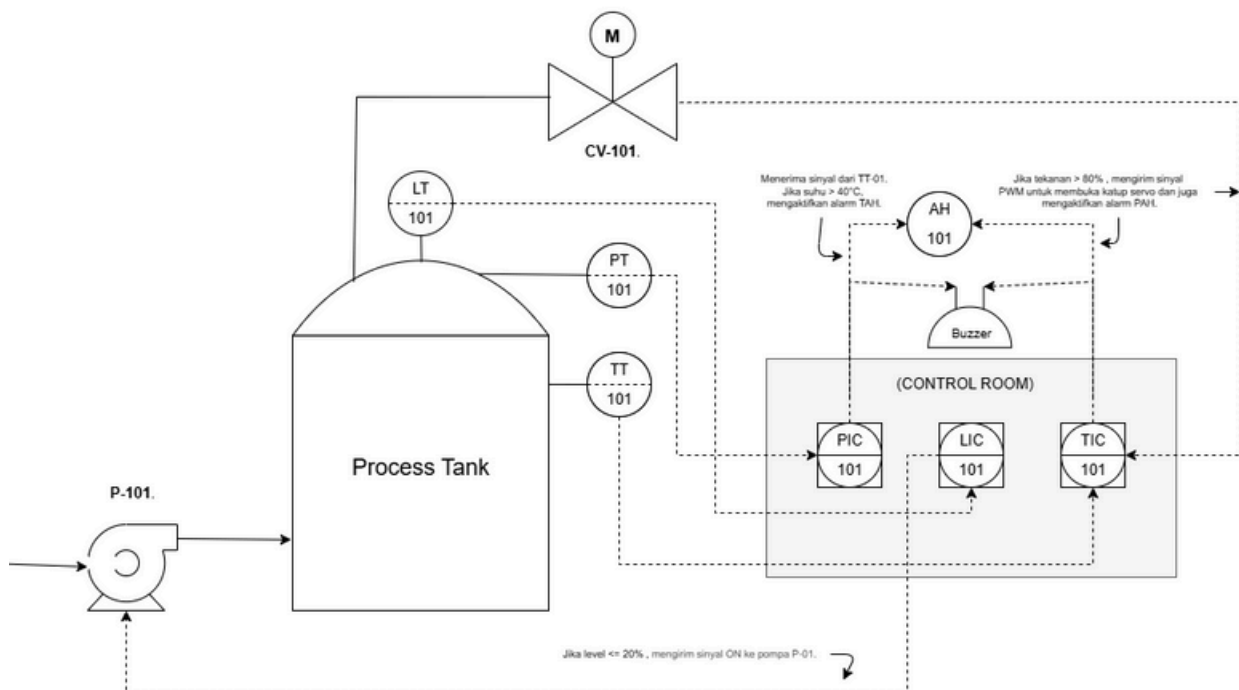 M
CV-101.
LT
101
Menerima sinyal dari TT-01.
Jika suhu > 40°C,
mengaktifkan alarm TAH.
AH
101
Jika tekanan > 80% , mengirim sinyal
PWM untuk membuka katup servo dan juga
mengaktifkan alarm PAH.
PT
101
Buzzer
TT
101
(CONTROL ROOM)
PIC
101
LIC
101
TIC
101
Process Tank
P-101.
Jika level <= 20% , mengirim sinyal ON ke pompa P-01.